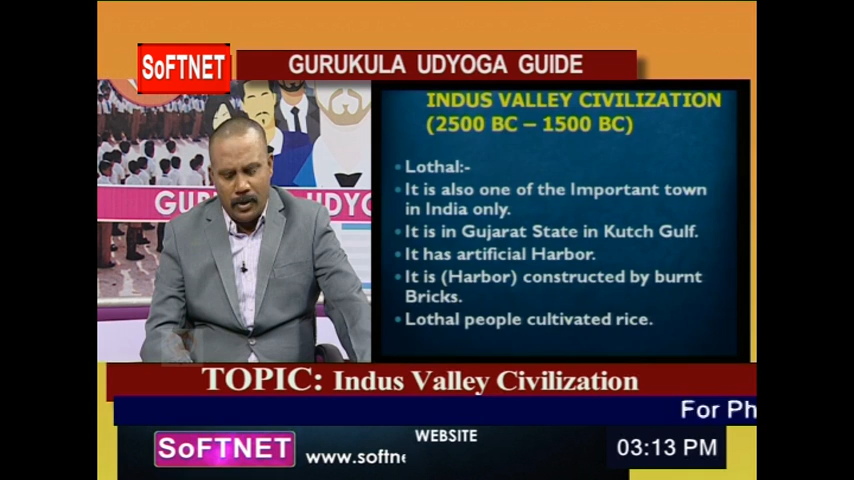 SoFTNET
GURUKULA UDYOGA GUIDE
INDUS VALLEY CIVILIZATION
(2500 BC – 1500 BC)
• Lothal:-
• It is also one of the Important town
in India only.
• It is in Gujarat State in Kutch Gulf.
• It has artificial Harbor.
• It is (Harbor) constructed by burnt
Bricks.
• Lothal people cultivated rice.
TOPIC: Indus Valley Civilization
For Ph
SoFTNET
WEBSITE
www.softne
03:13 PM